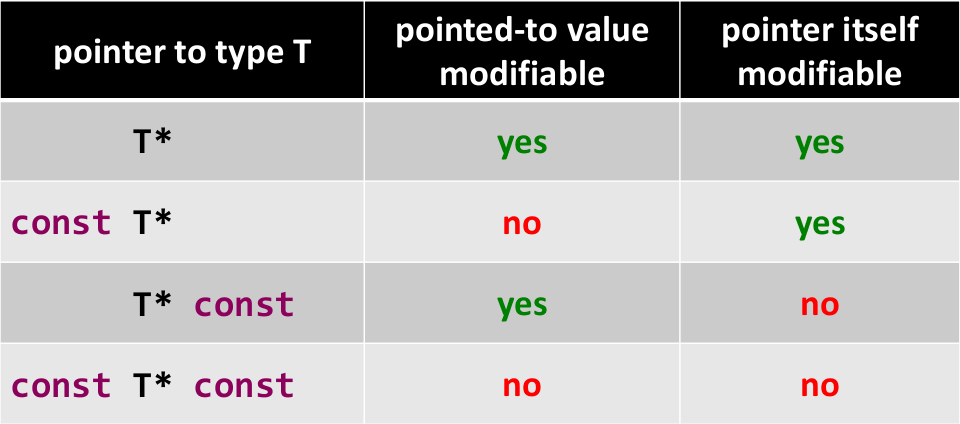 pointer to type T
pointed-to value
modifiable
pointer itself
modifiable
T* yes yes
const T* no yes
T* const yes no
const T* const no no